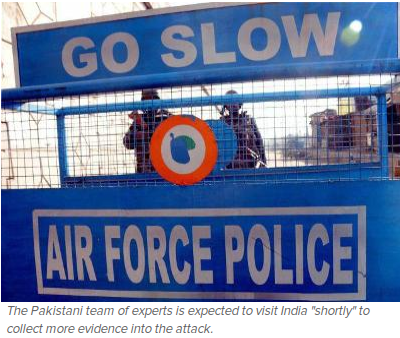 GO SLOW
AIR FORCE POLICE
The Pakistani team of experts is expected to visit India "shortly" to
collect more evidence into the attack.